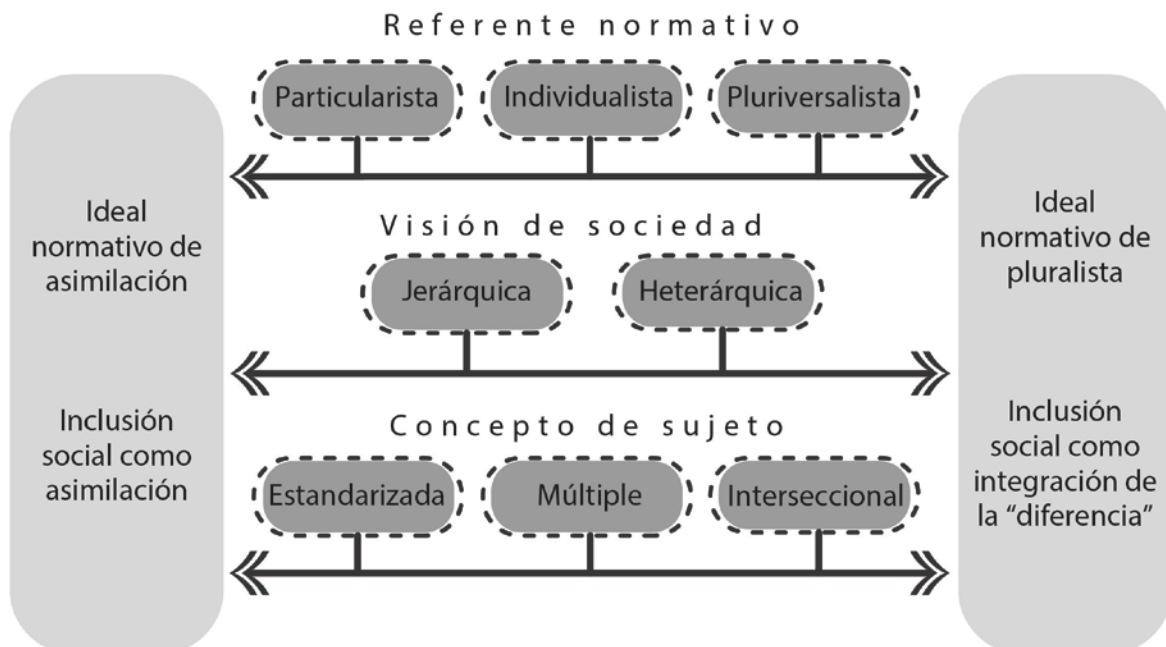 Referente normativo
Particularista
Individualista
Pluriversalista
Ideal
normativo de
asimilación
Inclusión
social como
asimilación
Visión de sociedad
Jerárquica
Heterárquica
Concepto de sujeto
Estandarizada
Múltiple
Interseccional
Ideal
normativo de
pluralista
Inclusión
social como
integración de
la “diferencia”